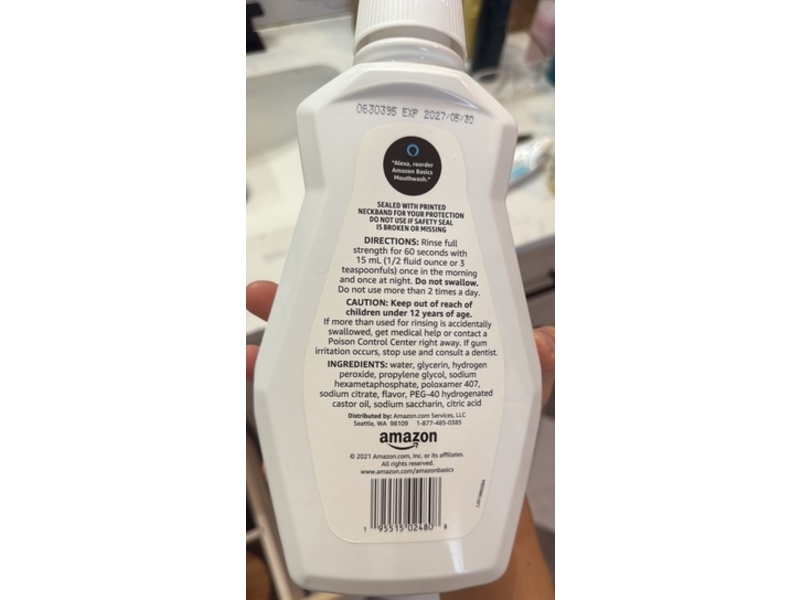 0630395 EXP 2027/05/30
"Alexa, reorder
Amazon Basics
Mouthwash."
SEALED WITH PRINTED
NECKBAND FOR YOUR PROTECTION
DO NOT USE IF SAFETY SEAL
IS BROKEN OR MISSING
DIRECTIONS: Rinse full
strength for 60 seconds with
15 mL (1/2 fluid ounce or 3
teaspoonfuls) once in the morning
and once at night. Do not swallow.
Do not use more than 2 times a day.
CAUTION: Keep out of reach of
children under 12 years of age.
If more than used for rinsing is accidentally
swallowed, get medical help or contact a
Poison Control Center right away. If gum
irritation occurs, stop use and consult a dentist.
INGREDIENTS: water, glycerin, hydrogen
peroxide, propylene glycol, sodium
hexametaphosphate, poloxamer 407,
sodium citrate, flavor, PEG-40 hydrogenated
castor oil, sodium saccharin, citric acid
Distributed by: Amazon.com Services, LLC
Seattle, WA 98109 1-877-485-0385
amazon
© 2021 Amazon.com, Inc. or its affiliates.
All rights reserved.
www.amazon.com/amazonbasics
1 95515 02480 8